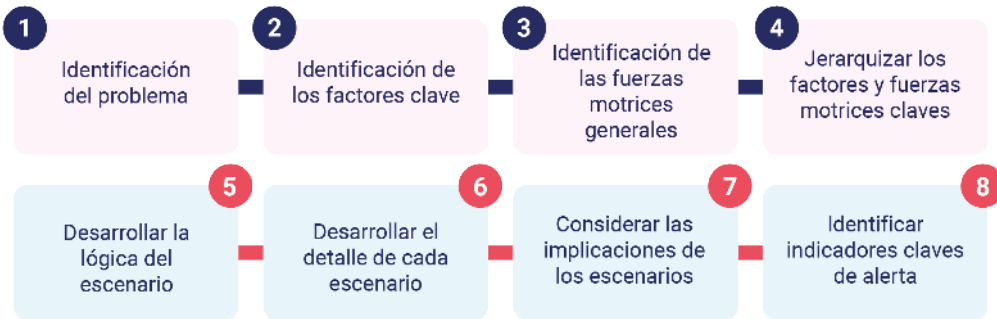 1
Identificación
del problema
2
Identificación de
los factores clave
3
Identificación de
las fuerzas
motrices
generales
4
Jerarquizar los
factores y fuerzas
motrices claves
5
Desarrollar la
lógica del
escenario
6
Desarrollar el
detalle de cada
escenario
7
Considerar las
implicaciones de
los escenarios
8
Identificar
indicadores claves
de alerta